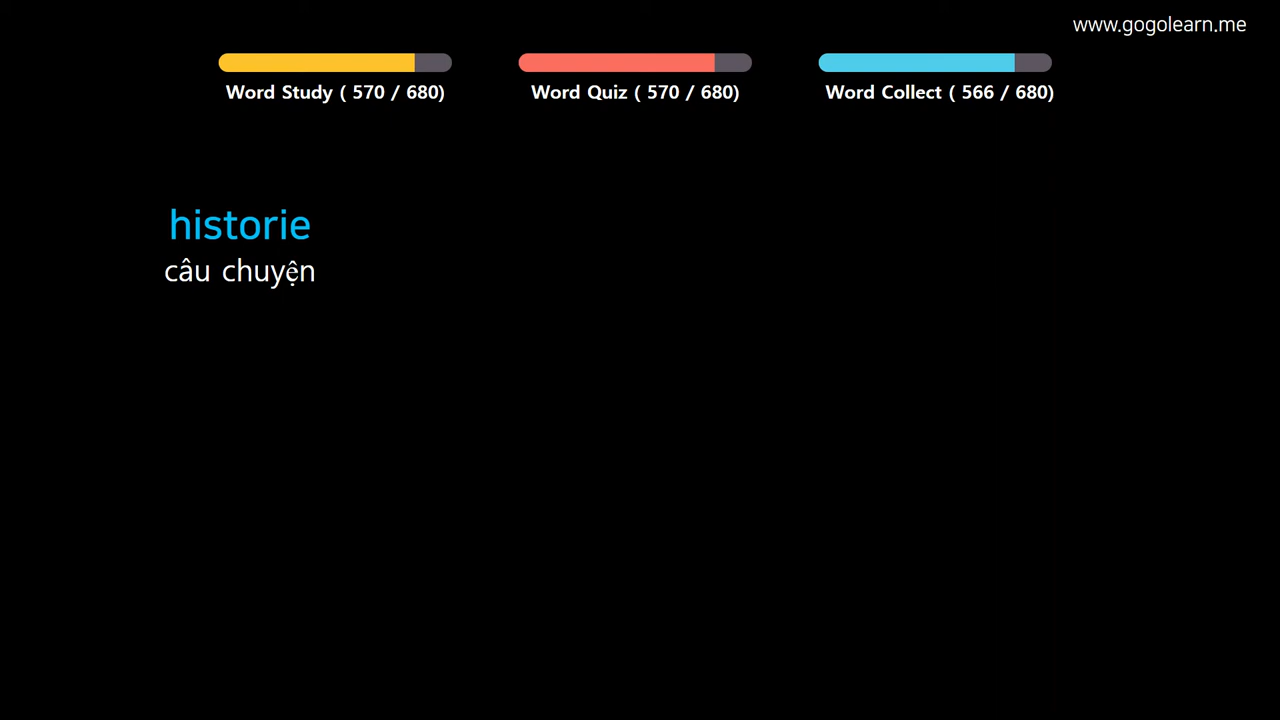 www.gogolearn.me
Word Study ( 570 / 680)
Word Quiz ( 570 / 680)
Word Collect ( 566 / 680)
historie
câu chuyện